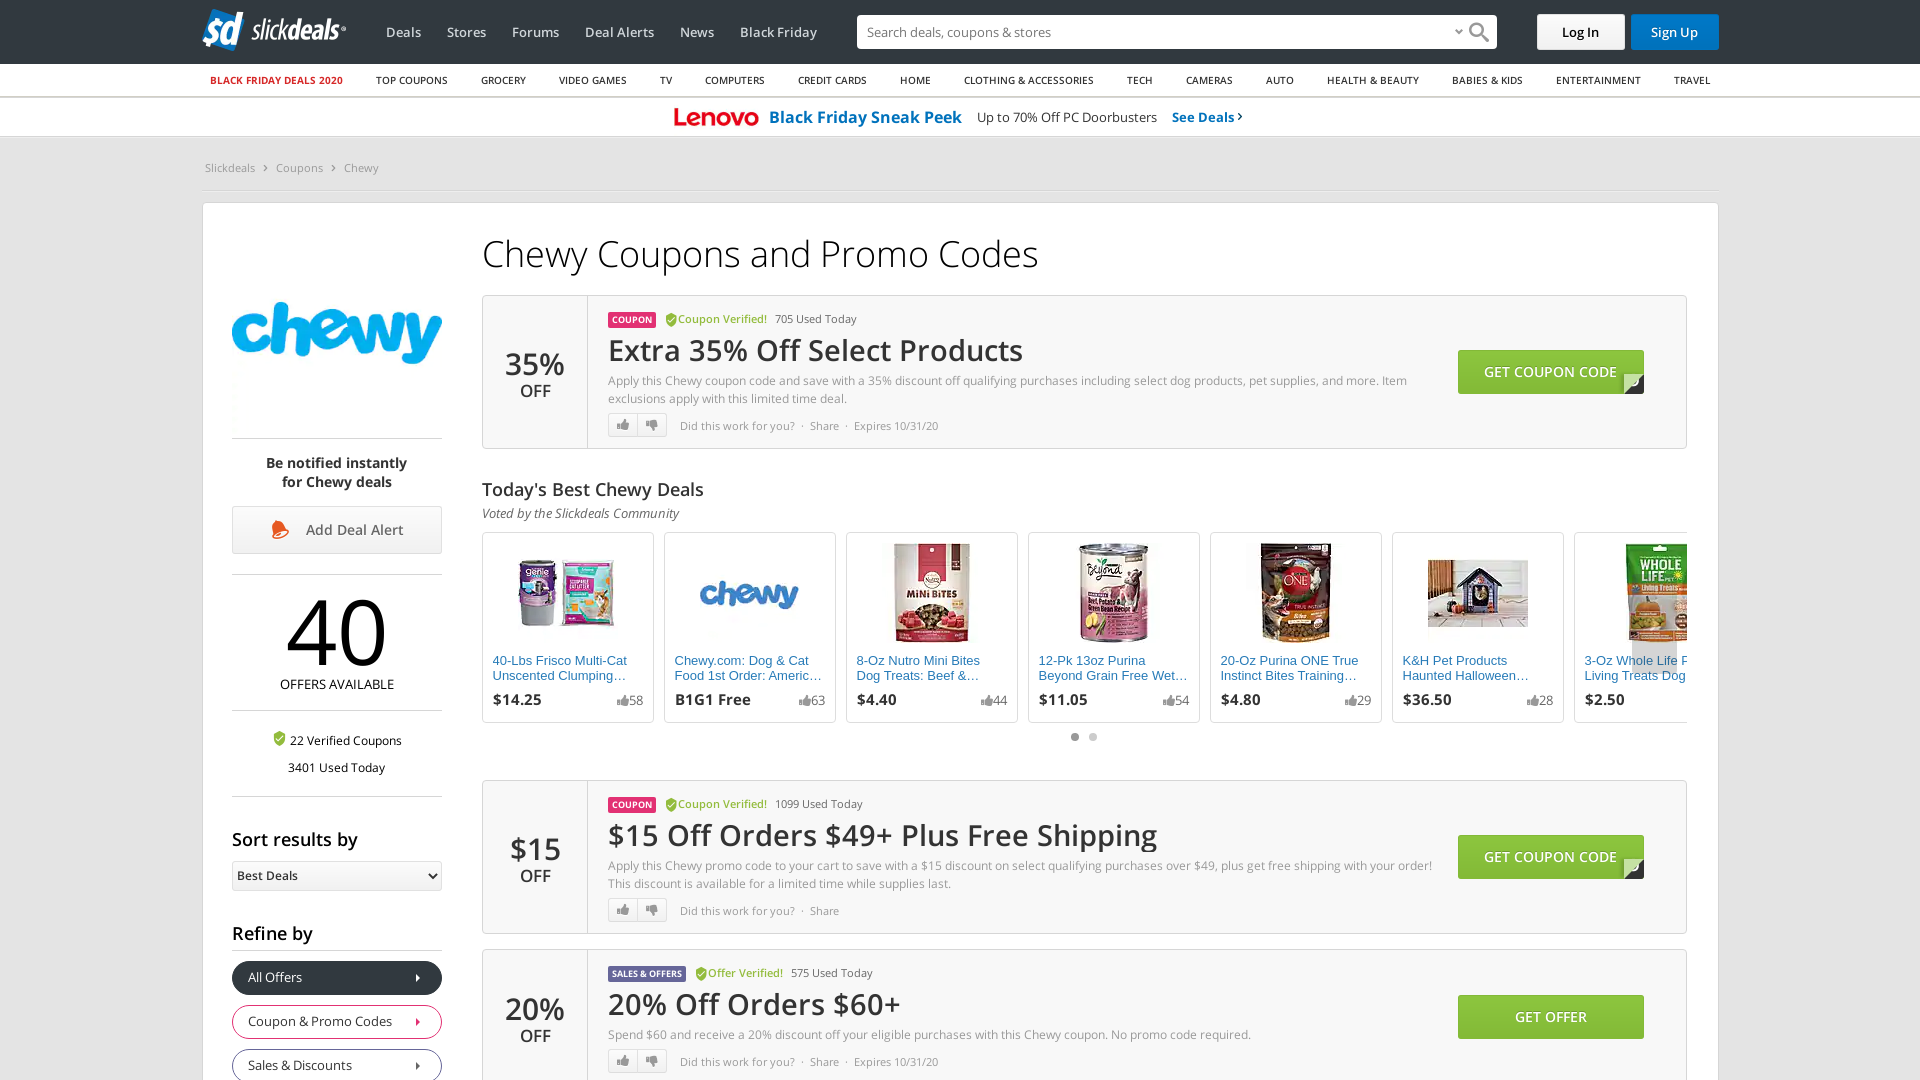 slickdeals
Deals
Stores
Forums
Deal Alerts
News
Black Friday
Search deals, coupons & stores
Log In
Sign Up
BLACK FRIDAY DEALS 2020
TOP COUPONS
GROCERY
VIDEO GAMES
TV
COMPUTERS
CREDIT CARDS
HOME
CLOTHING & ACCESSORIES
TECH
CAMERAS
AUTO
HEALTH & BEAUTY
BABIES & KIDS
ENTERTAINMENT
TRAVEL
Lenovo Black Friday Sneak Peek Up to 70% Off PC Doorbusters See Deals
Slickdeals > Coupons > Chewy
chewy
Be notified instantly
for Chewy deals
Add Deal Alert
40
OFFERS AVAILABLE
22 Verified Coupons
3401 Used Today
Sort results by
Best Deals
Refine by
All Offers
Coupon & Promo Codes
Sales & Discounts
Chewy Coupons and Promo Codes
35%
OFF
COUPON Coupon Verified! 705 Used Today
Extra 35% Off Select Products
Apply this Chewy coupon code and save with a 35% discount off qualifying purchases including select dog products, pet supplies, and more. Item
exclusions apply with this limited time deal.
Did this work for you? · Share · Expires 10/31/20
GET COUPON CODE
Today's Best Chewy Deals
Voted by the Slickdeals Community
40-Lbs Frisco Multi-Cat
Unscented Clumping…
$14.25
58
chewy
Chewy.com: Dog & Cat
Food 1st Order: Americ…
B1G1 Free
63
MiNi BiTES
8-Oz Nutro Mini Bites
Dog Treats: Beef &…
$4.40
44
Beyond
12-Pk 13oz Purina
Beyond Grain Free Wet…
$11.05
54
ONE
20-Oz Purina ONE True
Instinct Bites Training…
$4.80
29
K&H Pet Products
Haunted Halloween…
$36.50
28
WHOLE
LIFE
3-Oz Whole Life P
Living Treats Dog
$2.50
$15
OFF
COUPON Coupon Verified! 1099 Used Today
$15 Off Orders $49+ Plus Free Shipping
Apply this Chewy promo code to your cart to save with a $15 discount on select qualifying purchases over $49, plus get free shipping with your order!
This discount is available for a limited time while supplies last.
Did this work for you? · Share
GET COUPON CODE
20%
OFF
SALES & OFFERS Offer Verified! 575 Used Today
20% Off Orders $60+
Spend $60 and receive a 20% discount off your eligible purchases with this Chewy coupon. No promo code required.
Did this work for you? · Share · Expires 10/31/20
GET OFFER